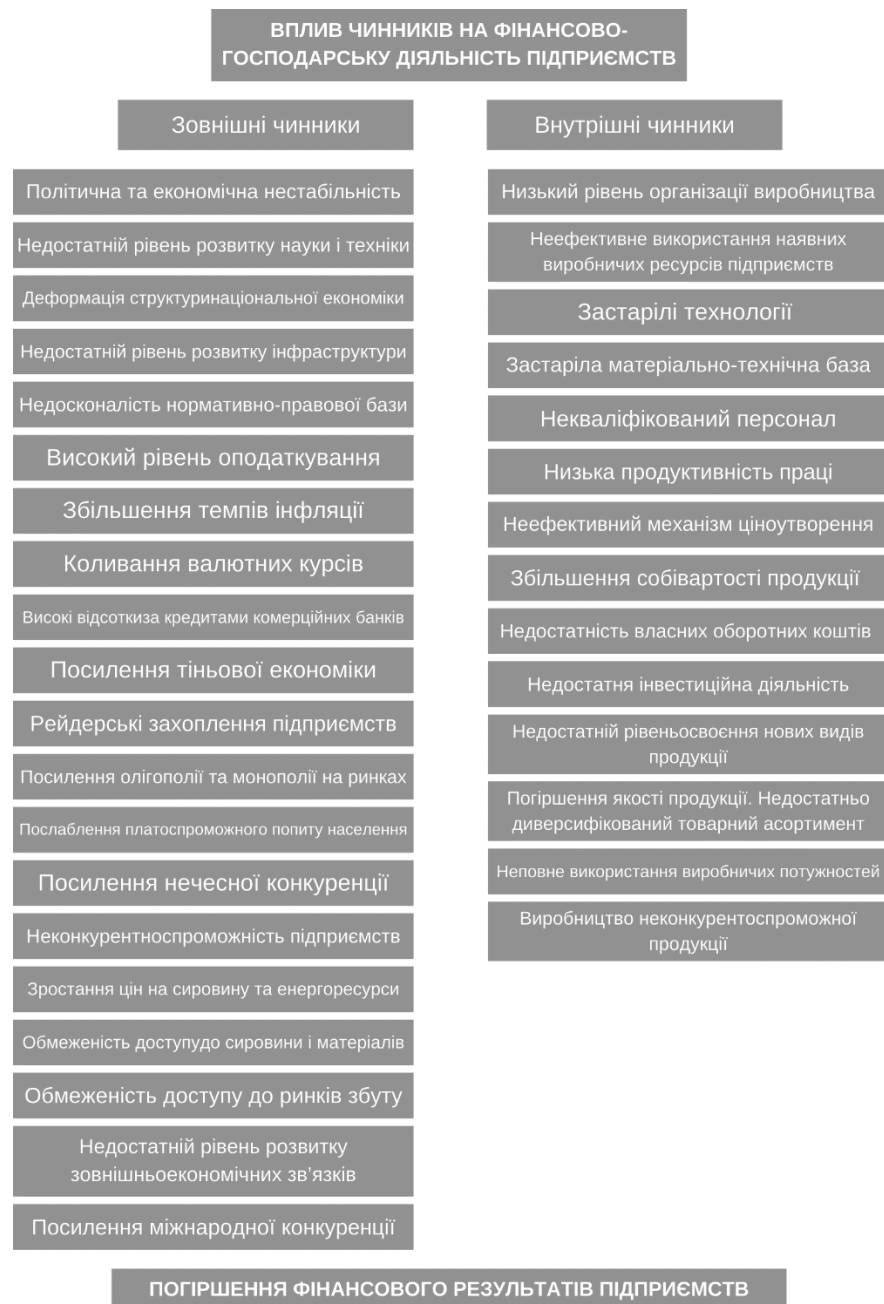 ВПЛИВ ЧИННИКІВ НА ФІНАНСОВО-
ГОСПОДАРСЬКУ ДІЯЛЬНІСТЬ ПІДПРИЄМСТВ
Зовнішні чинники
Політична та економічна нестабільність
Недостатній рівень розвитку науки і техніки
Деформація структуринаціональної економіки
Недостатній рівень розвитку інфраструктури
Недосконалість нормативно-правової бази
Високий рівень оподаткування
Збільшення темпів інфляції
Коливання валютних курсів
Високі відсоткиза кредитами комерційних банків
Посилення тіньової економіки
Рейдерські захоплення підприємств
Посилення олігополії та монополії на ринках
Послаблення платоспроможного попиту населення
Посилення нечесної конкуренції
Неконкурентноспроможність підприємств
Зростання цін на сировину та енергоресурси
Обмеженість доступудо сировини і матеріалів
Обмеженість доступу до ринків збуту
Недостатній рівень розвитку
зовнішньоекономічних зв’язків
Посилення міжнародної конкуренції
Внутрішні чинники
Низький рівень організації виробництва
Неефективне використання наявних
виробничих ресурсів підприємств
Застарілі технології
Застаріла матеріально-технічна база
Некваліфікований персонал
Низька продуктивність праці
Неефективний механізм ціноутворення
Збільшення собівартості продукції
Недостатність власних оборотних коштів
Недостатня інвестиційна діяльність
Недостатній рівеньосвоєння нових видів
продукції
Погіршення якості продукції. Недостатньо
диверсифікований товарний асортимент
Неповне використання виробничих потужностей
Виробництво неконкурентоспроможної
продукції
ПОГІРШЕННЯ ФІНАНСОВОГО РЕЗУЛЬТАТІВ ПІДПРИЄМСТВ